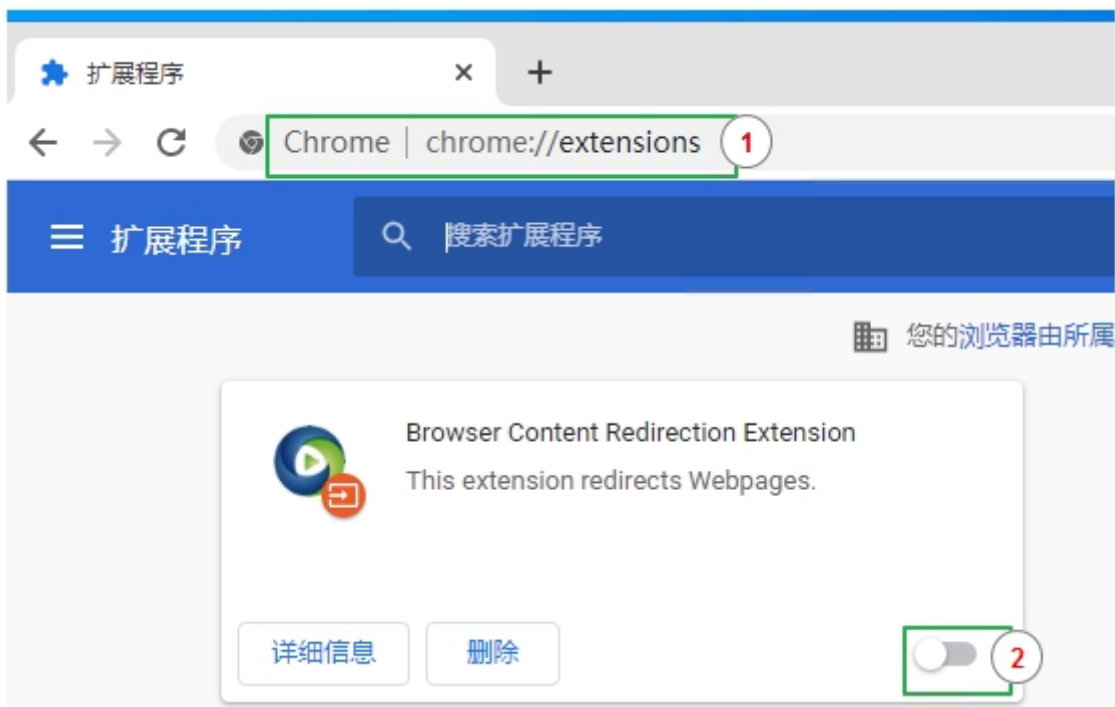 扩展程序
Chrome | chrome://extensions 1
扩展程序 搜索扩展程序
您的浏览器由所属
Browser Content Redirection Extension
This extension redirects Webpages.
详细信息 删除 2